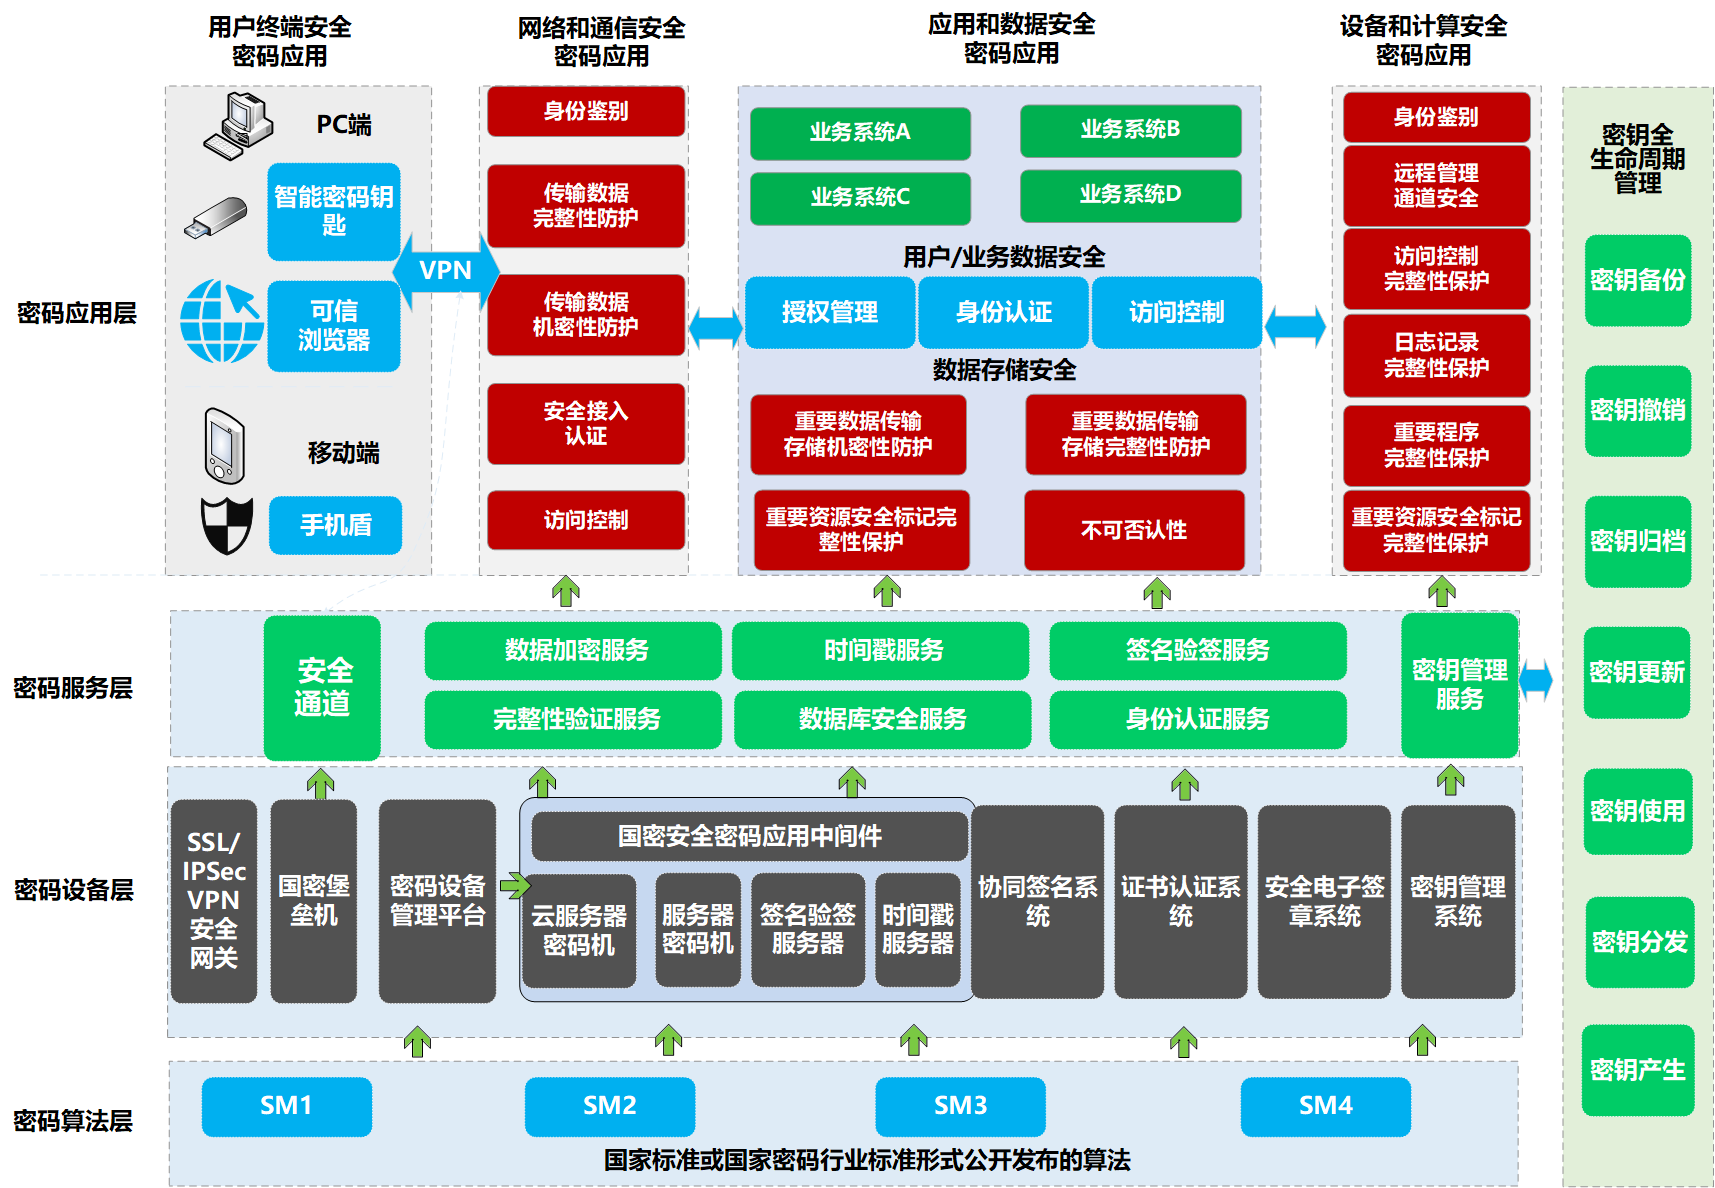 用户终端安全
密码应用
网络和通信安全
密码应用
应用和数据安全
密码应用
设备和计算安全
密码应用
密码应用层
PC端
智能密码钥
匙
可信
浏览器
移动端
手机盾
VPN
身份鉴别
传输数据
完整性防护
传输数据
机密性防护
安全接入
认证
访问控制
业务系统A
业务系统B
业务系统C
业务系统D
用户/业务数据安全
授权管理
身份认证
访问控制
数据存储安全
重要数据传输
存储机密性防护
重要数据传输
存储完整性防护
重要资源安全标记完
整性保护
不可否认性
身份鉴别
远程管理
通道安全
访问控制
完整性保护
日志记录
完整性保护
重要程序
完整性保护
重要资源安全标记
完整性保护
密钥全
生命周期
管理
密钥备份
密钥撤销
密钥归档
密钥更新
密钥使用
密钥分发
密钥产生
密码服务层
安全
通道
数据加密服务
时间戳服务
签名验签服务
完整性验证服务
数据库安全服务
身份认证服务
密钥管理
服务
密码设备层
SSL/
IPSec
VPN
安全
网关
国密堡
垒机
密码设备
管理平台
国密安全密码应用中间件
云服务器
密码机
服务器
密码机
签名验签
服务器
时间戳
服务器
协同签名系
统
证书认证系
统
安全电子签
章系统
密钥管理
系统
密码算法层
SM1
SM2
SM3
SM4
国家标准或国家密码行业标准形式公开发布的算法